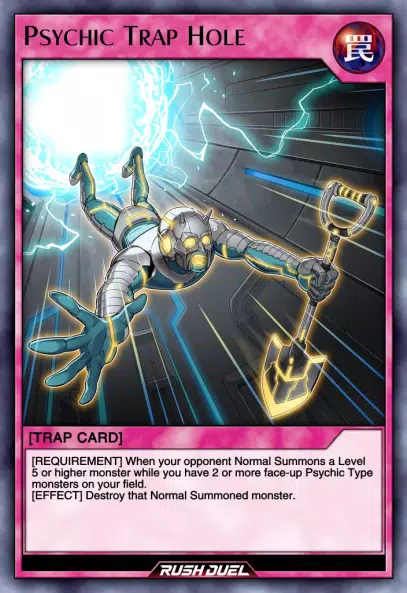 Psychic Trap Hole
罠
[TRAP CARD]
[REQUIREMENT] When your opponent Normal Summons a Level
5 or higher monster while you have 2 or more face-up Psychic Type
monsters on your field.
[EFFECT] Destroy that Normal Summoned monster.
RUSH DUEL